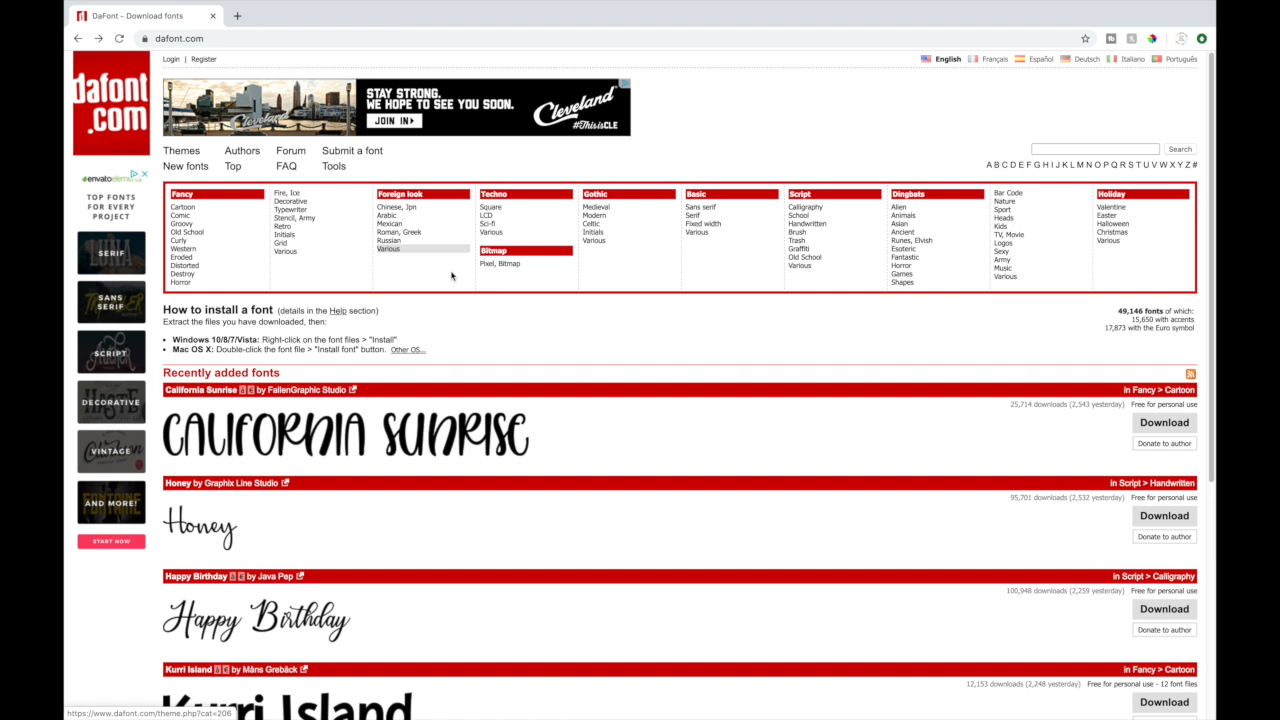 DaFont - Download fonts
dafont.com
Login | Register
English Français Español Deutsch Italiano Português
dafont
.com
STAY STRONG.
WE HOPE TO SEE YOU SOON.
JOIN IN
Cleveland
#ThisisCLE
Themes Authors Forum Submit a font
New fonts Top FAQ Tools
Search
A B C D E F G H I J K L M N O P Q R S T U V W X Y Z #
TOP FONTS
FOR EVERY
PROJECT
SERIF
SANS
SERIF
SCRIPT
DECORATIVE
VINTAGE
AND MORE!
START NOW
Fancy
Cartoon
Comic
Groovy
Old School
Curly
Western
Eroded
Distorted
Destroy
Horror
Fire, Ice
Decorative
Typewriter
Stencil, Army
Retro
Initials
Grid
Various
Foreign look
Chinese, Jpn
Arabic
Mexican
Roman, Greek
Russian
Various
Techno
Square
LCD
Sci-fi
Various
Bitmap
Pixel, Bitmap
Gothic
Medieval
Modern
Celtic
Initials
Various
Basic
Sans serif
Serif
Fixed width
Various
Script
Calligraphy
School
Handwritten
Brush
Trash
Graffiti
Old School
Various
Dingbats
Alien
Animals
Asian
Ancient
Runes, Elvish
Esoteric
Fantastic
Horror
Games
Shapes
Bar Code
Nature
Sport
Heads
Kids
TV, Movie
Logos
Sexy
Army
Music
Various
Holiday
Valentine
Easter
Halloween
Christmas
Various
How to install a font (details in the Help section)
Extract the files you have downloaded, then:
Windows 10/8/7/Vista: Right-click on the font files > "Install"
Mac OS X: Double-click the font file > "Install font" button. Other OS...
49,146 fonts of which:
15,650 with accents
17,873 with the Euro symbol
Recently added fonts
California Sunrise à € by FallenGraphic Studio in Fancy > Cartoon
25,714 downloads (2,543 yesterday) Free for personal use
CALIFORNIA SUNRISE
Download
Donate to author
Honey by Graphix Line Studio in Script > Handwritten
95,701 downloads (2,532 yesterday) Free for personal use
Honey
Download
Donate to author
Happy Birthday à € by Java Pep in Script > Calligraphy
100,948 downloads (2,259 yesterday) Free for personal use
Happy Birthday
Download
Donate to author
Kurri Island à € by Måns Grebäck in Fancy > Cartoon
12,153 downloads (2,248 yesterday) Free for personal use - 12 font files
Kurri Island
Download
https://www.dafont.com/theme.php?cat=206